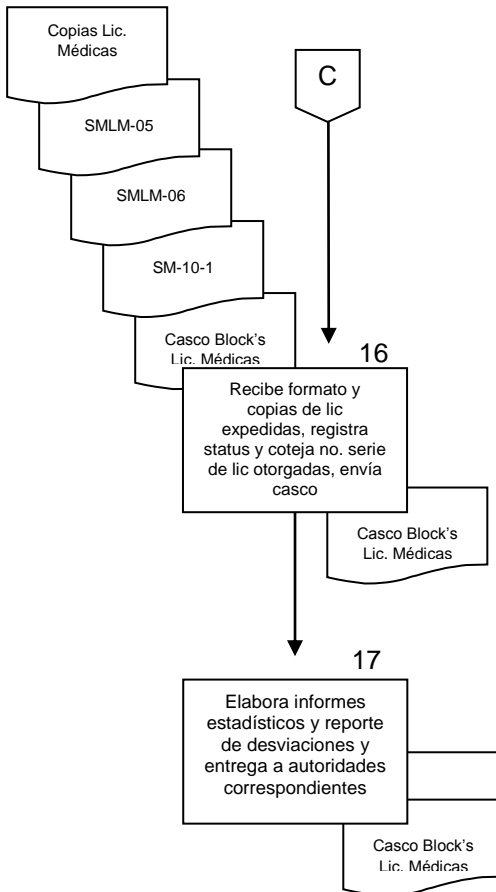 Copias Lic.
Médicas
C
SMLM-05
SMLM-06
SM-10-1
Casco Block's
Lic. Médicas
16
Recibe formato y
copias de lic
expedidas, registra
status y coteja no. serie
de lic otorgadas, envía
casco
Casco Block's
Lic. Médicas
17
Elabora informes
estadísticos y reporte
de desviaciones y
entrega a autoridades
correspondientes
Casco Block's
Lic. Médicas